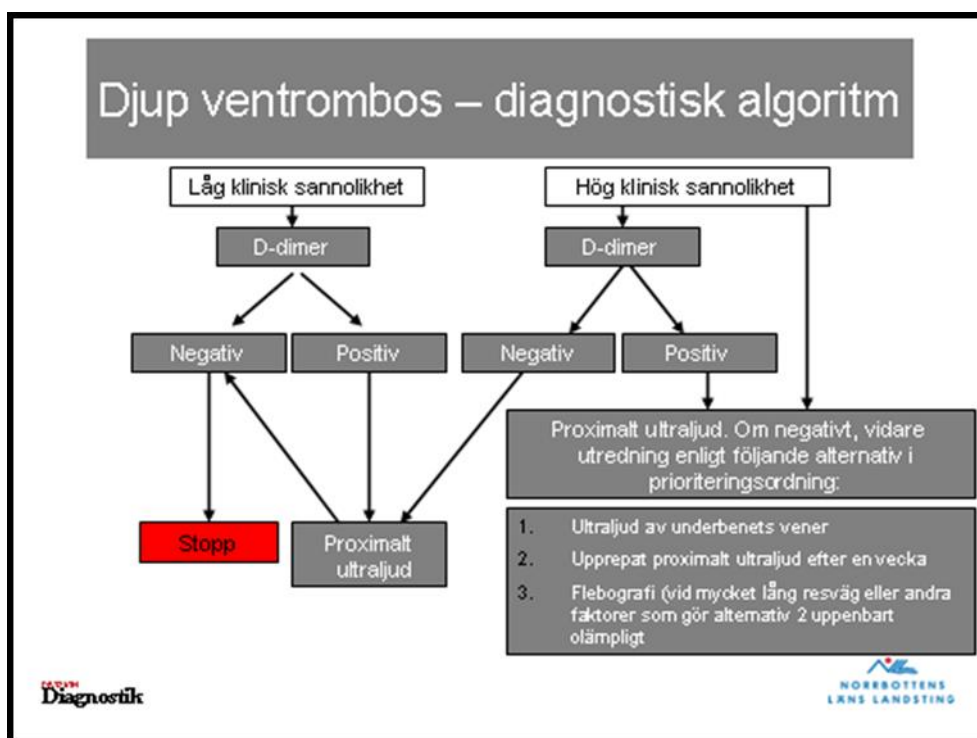 Djup ventrombos – diagnostisk algoritm
Låg klinisk sannolikhet
Hög klinisk sannolikhet
D-dimer
D-dimer
Negativ
Positiv
Negativ
Positiv
Stopp
Proximalt
ultraljud
Proximalt ultraljud. Om negativt, vidare
utredning enligt följande alternativ i
prioriteringsordning:
1. Ultraljud av underbenets vener
2. Upprepat proximalt ultraljud efter en vecka
3. Flebografi (vid mycket lång resväg eller andra
faktorer som gör alternativ 2 uppenbart
olämpligt
Diagnostik
NORRBOTTENS
LÄNS LANDSTING